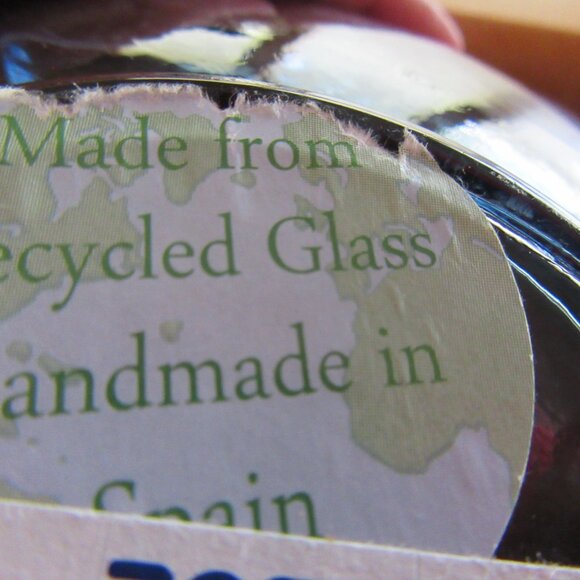 Made from
ecycled Glass
andmade in
Spain